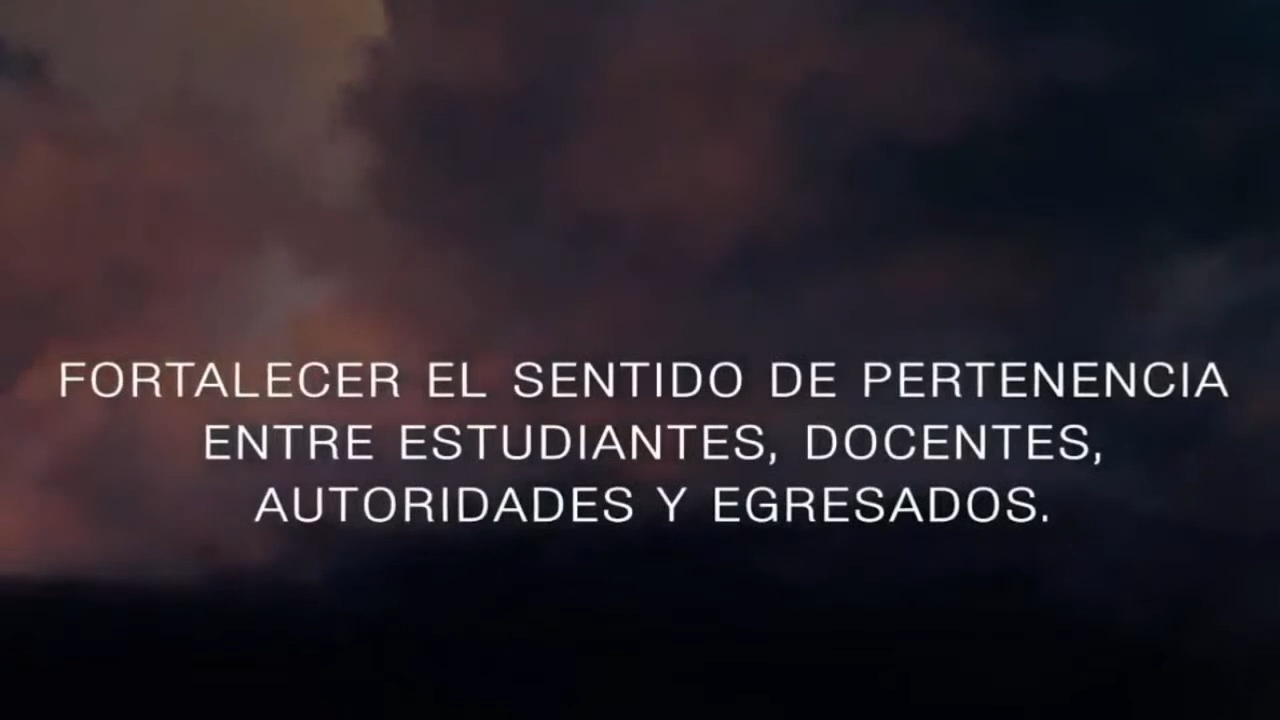 FORTALECER EL SENTIDO DE PERTENENCIA
ENTRE ESTUDIANTES, DOCENTES,
AUTORIDADES Y EGRESADOS.